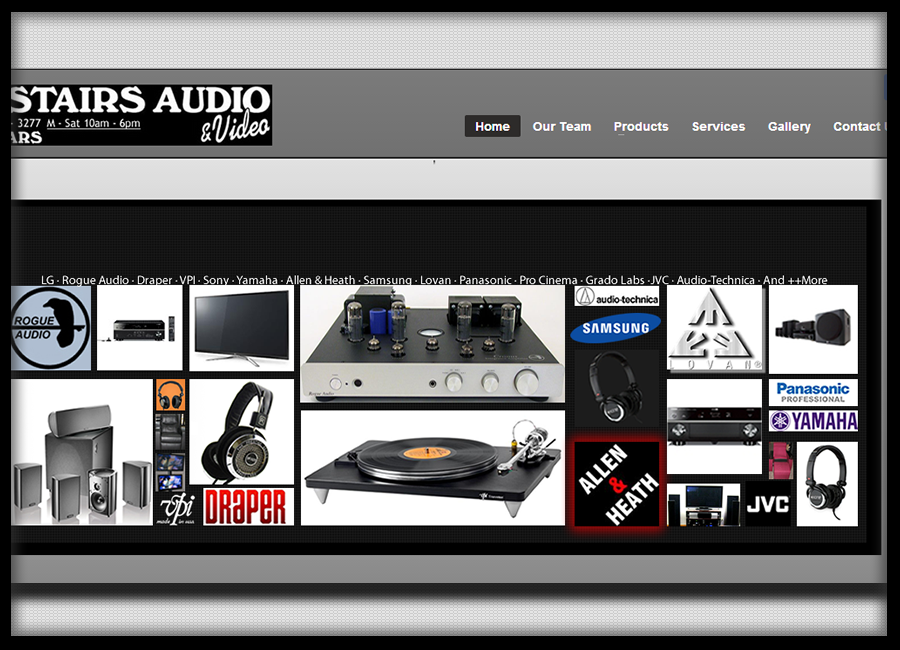 STAIRS AUDIO
- 3277 M - Sat 10am - 6pm
ARS
& Video
Home Our Team Products Services Gallery Contact
LG · Rogue Audio · Draper · VPI · Sony · Yamaha · Allen & Heath · Samsung · Lovan · Panasonic · Pro Cinema · Grado Labs · JVC · Audio-Technica · And ++More
ROGUE
AUDIO
audio-technica
SAMSUNG
LOVAN®
Rogue Audio
Panasonic
PROFESSIONAL
YAMAHA
ALLEN
&
HEATH
vpi
made in usa
DRAPER
JVC